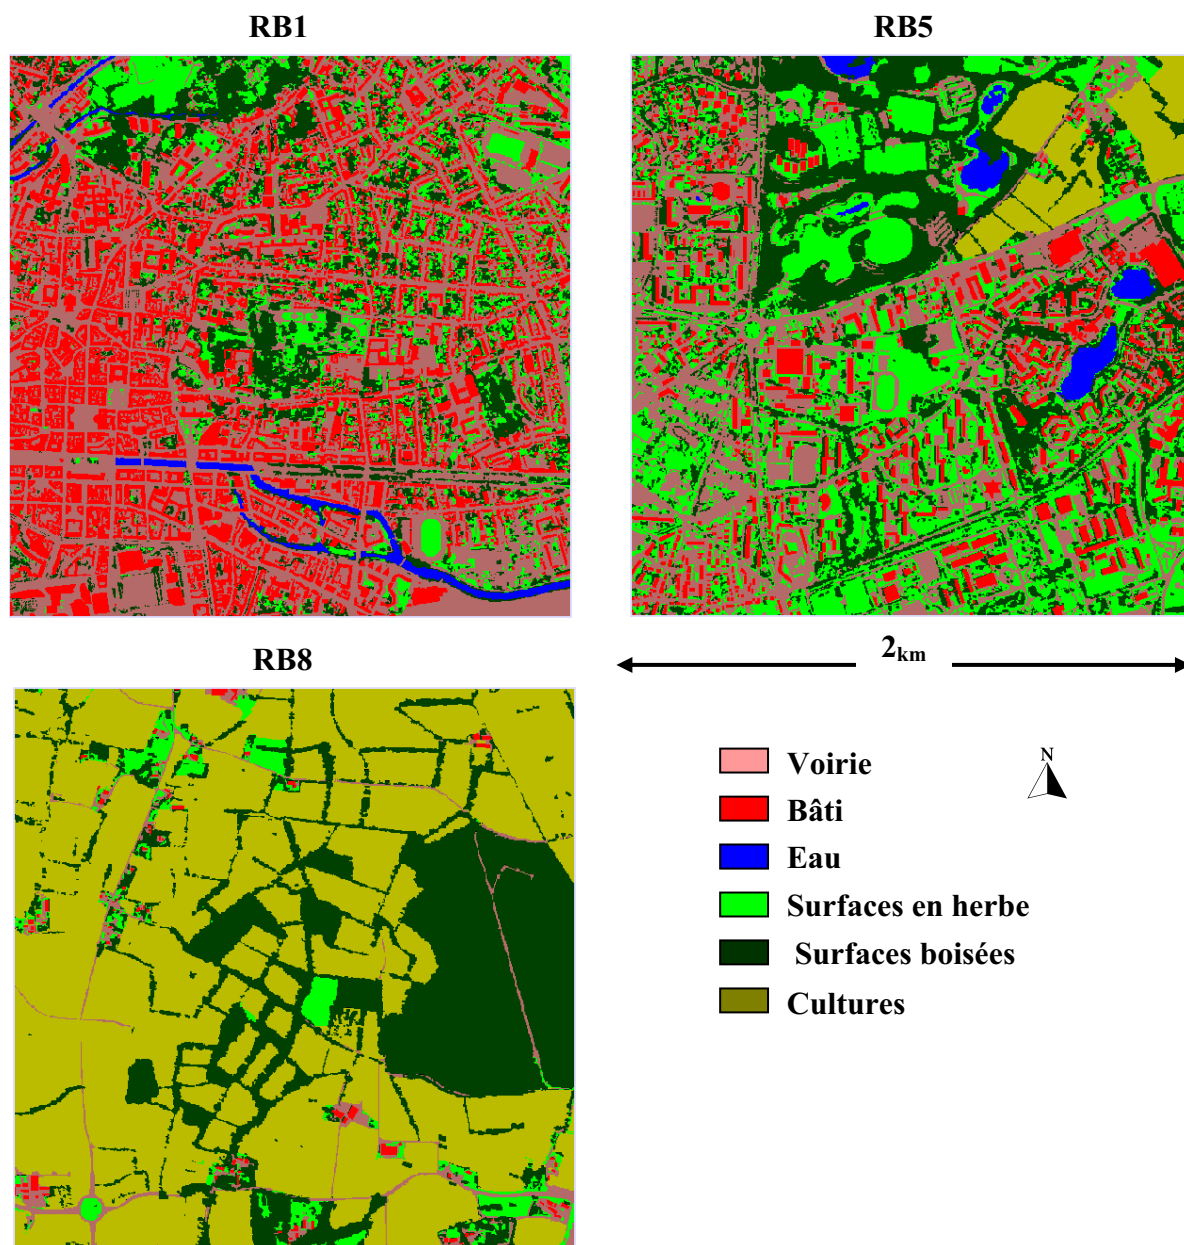 RB1
RB5
RB8
2km
N
Voirie
Bâti
Eau
Surfaces en herbe
Surfaces boisées
Cultures